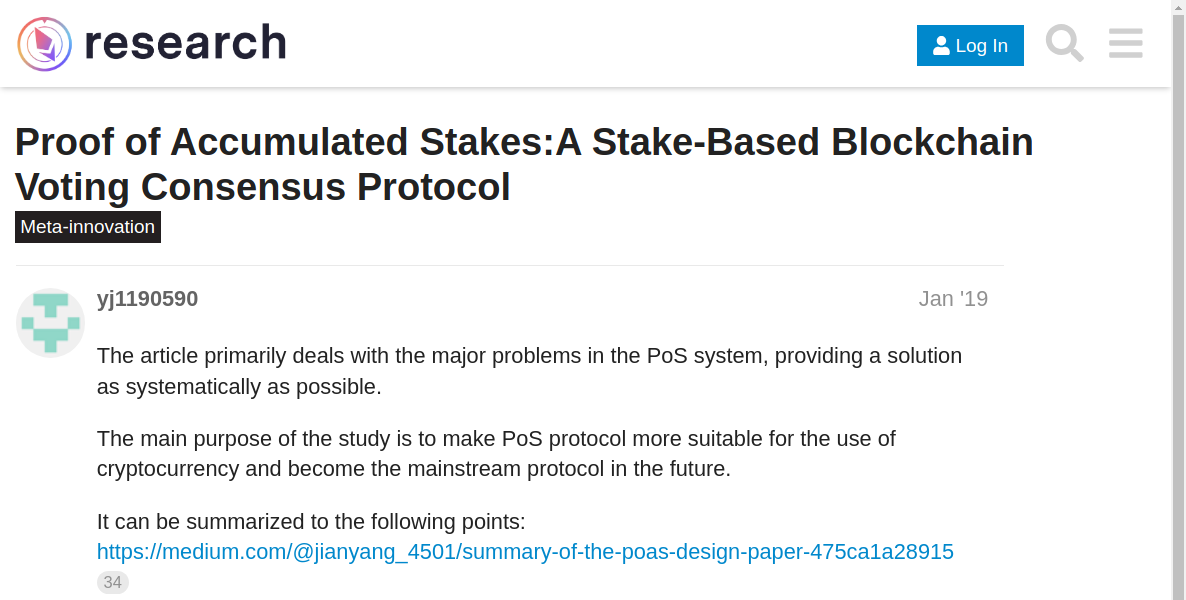 research
Log In
Proof of Accumulated Stakes:A Stake-Based Blockchain
Voting Consensus Protocol
Meta-innovation
yj1190590
Jan '19
The article primarily deals with the major problems in the PoS system, providing a solution
as systematically as possible.
The main purpose of the study is to make PoS protocol more suitable for the use of
cryptocurrency and become the mainstream protocol in the future.
It can be summarized to the following points:
https://medium.com/@jianyang_4501/summary-of-the-poas-design-paper-475ca1a28915
34